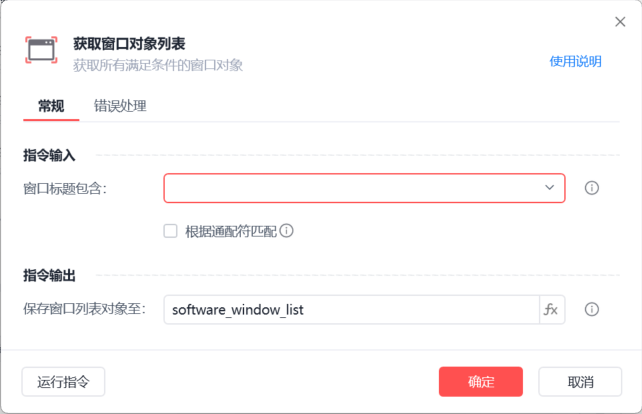 获取窗口对象列表
获取所有满足条件的窗口对象
使用说明
常规 错误处理
指令输入
窗口标题包含：
根据通配符匹配
指令输出
保存窗口列表对象至： software_window_list fx
运行指令 确定 取消